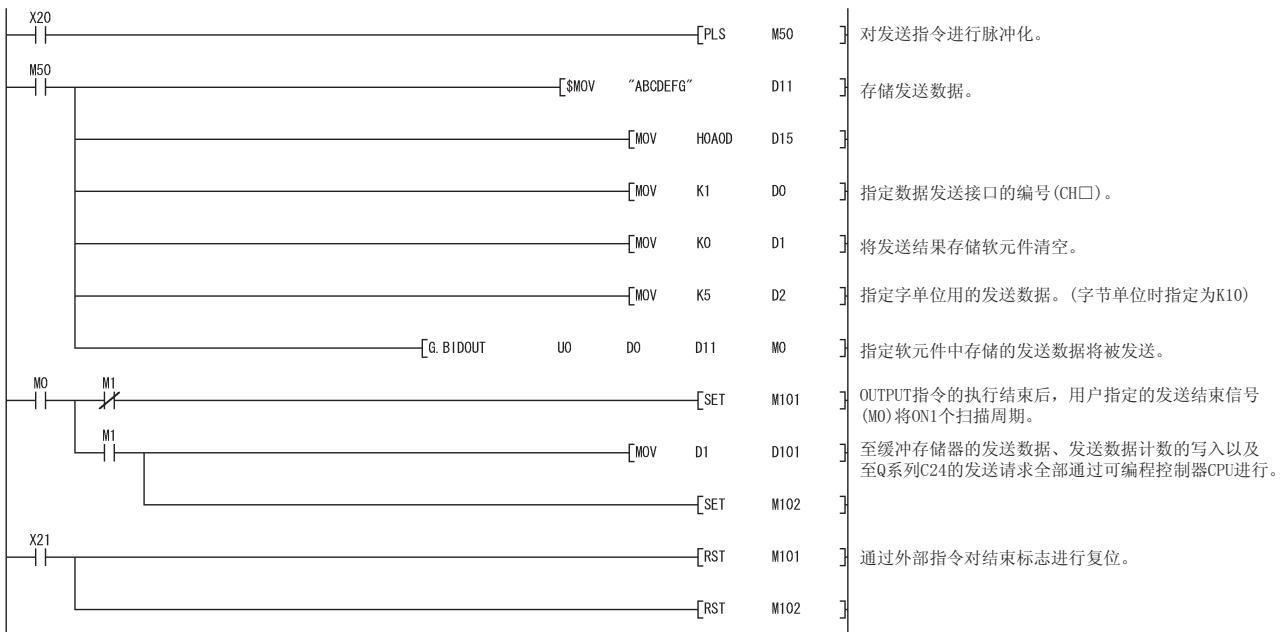 X20
[PLS M50 ] 对发送指令进行脉冲化。
M50
[$MOV "ABCDEFG" D11 ] 存储发送数据。
[MOV H0A0D D15 ]
[MOV K1 D0 ] 指定数据发送接口的编号(CH□)。
[MOV K0 D1 ] 将发送结果存储软元件清空。
[MOV K5 D2 ] 指定字单位用的发送数据。(字节单位时指定为K10)
[G.BIDOUT U0 D0 D11 M0 ] 指定软元件中存储的发送数据将被发送。
M0 M1
[SET M101 ] OUTPUT指令的执行结束后，用户指定的发送结束信号
(M0)将ON1个扫描周期。
M1
[MOV D1 D101 ] 至缓冲存储器的发送数据、发送数据计数的写入以及
至Q系列C24的发送请求全部通过可编程控制器CPU进行。
[SET M102 ]
X21
[RST M101 ] 通过外部指令对结束标志进行复位。
[RST M102 ]